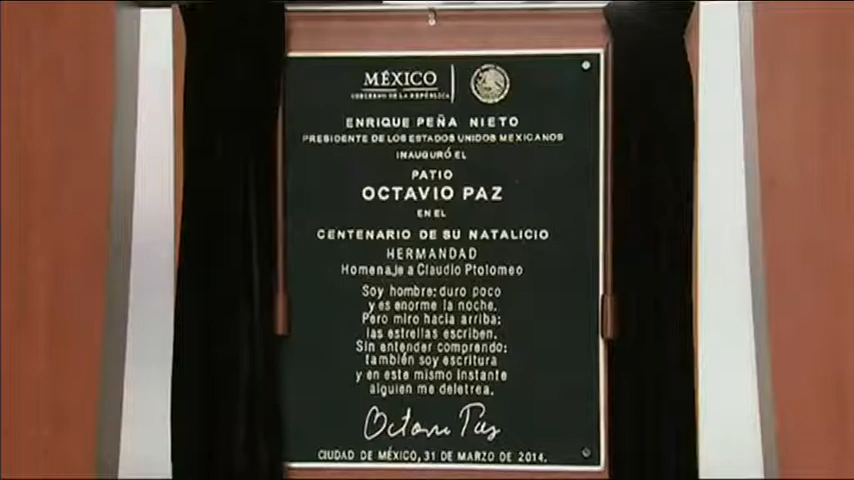 MÉXICO
GOBIERNO DE LA REPÚBLICA
ENRIQUE PEÑA NIETO
PRESIDENTE DE LOS ESTADOS UNIDOS MEXICANOS
INAUGURÓ EL
PATIO
OCTAVIO PAZ
EN EL
CENTENARIO DE SU NATALICIO
HERMANDAD
Homenaje a Claudio Ptolomeo
Soy hombre: duro poco
y es enorme la noche.
Pero miro hacia arriba:
las estrellas escriben.
Sin entender comprendo:
también soy escritura
y en este mismo instante
alguien me deletrea.
Octavio Paz
CIUDAD DE MÉXICO, 31 DE MARZO DE 2014.